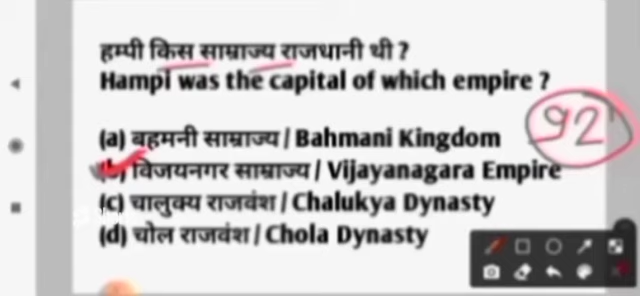 हम्पी किस साम्राज्य राजधानी थी ?
Hampi was the capital of which empire ?
92
(a) बहमनी साम्राज्य / Bahmani Kingdom
(b) विजयनगर साम्राज्य / Vijayanagara Empire
(c) चालुक्य राजवंश / Chalukya Dynasty
(d) चोल राजवंश / Chola Dynasty